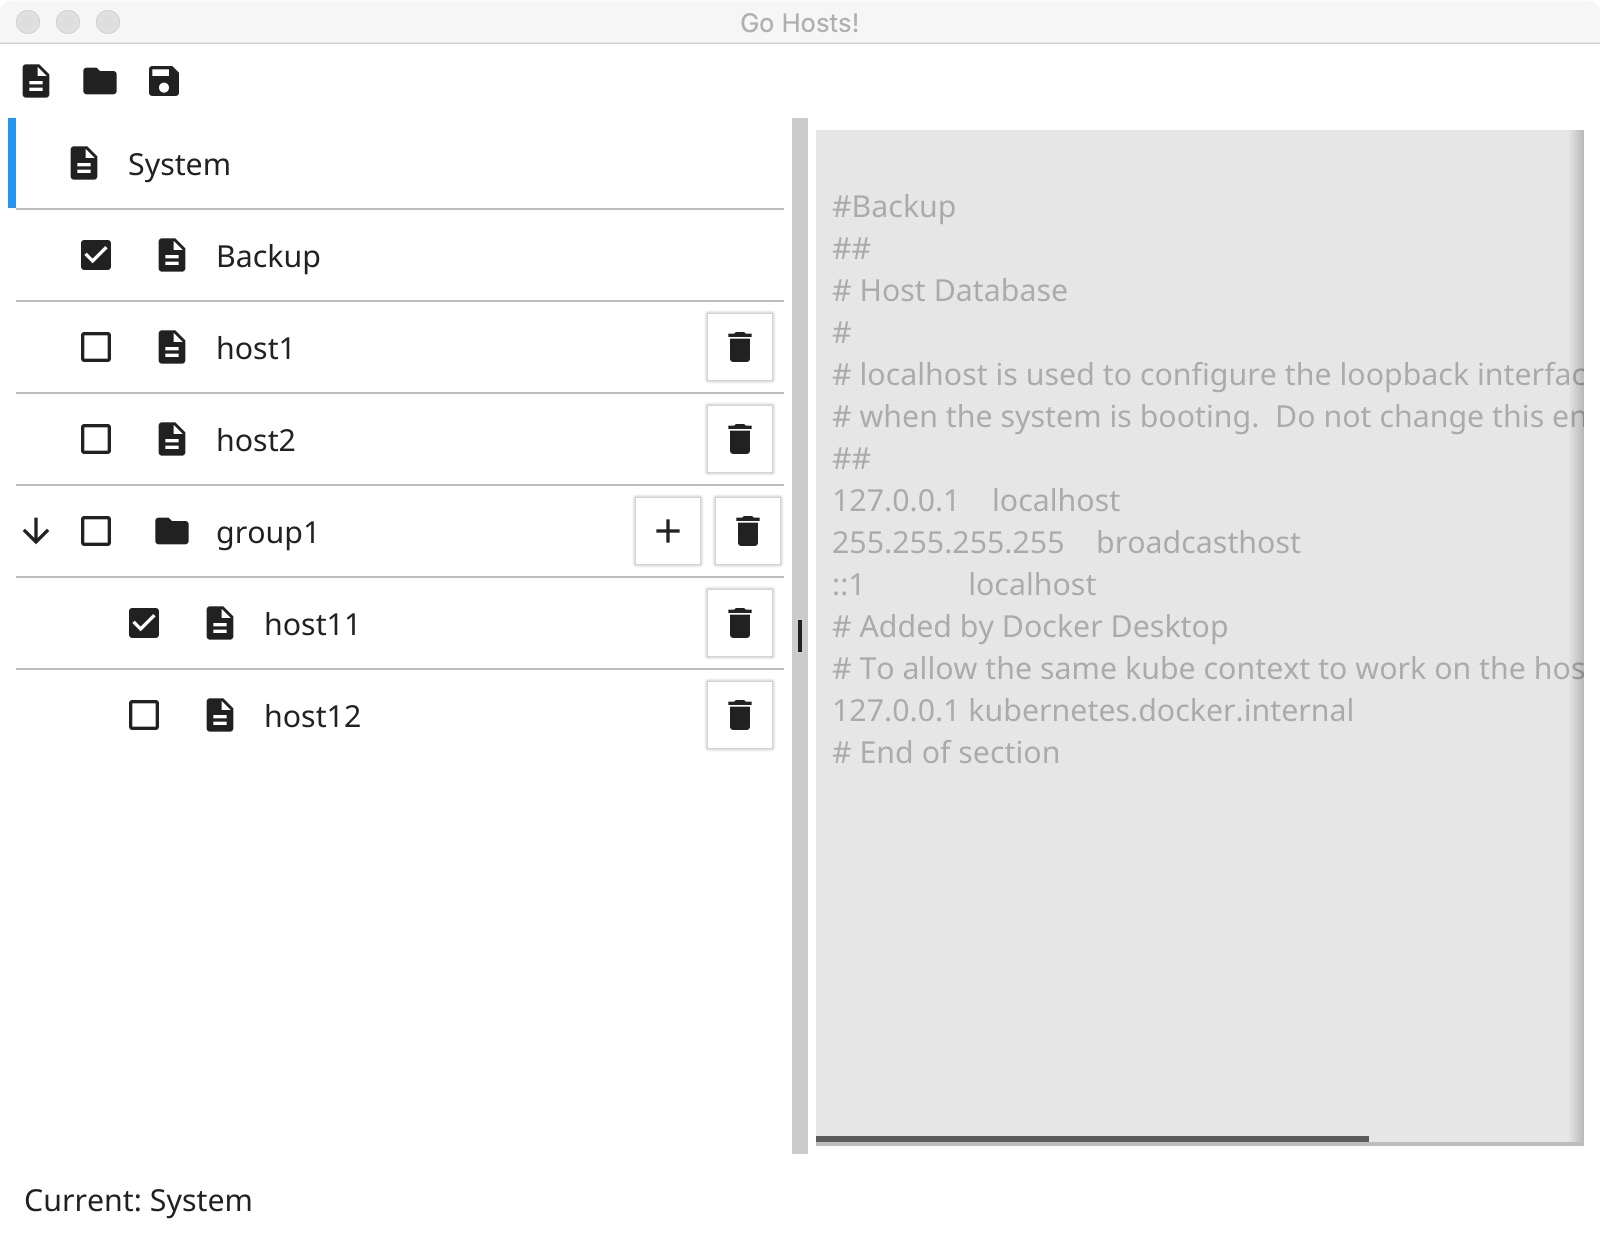 Go Hosts!
System
Backup
host1
host2
group1
host11
host12
#Backup
##
# Host Database
#
# localhost is used to configure the loopback interfac
# when the system is booting.  Do not change this en
##
127.0.0.1    localhost
255.255.255.255    broadcasthost
::1             localhost
# Added by Docker Desktop
# To allow the same kube context to work on the hos
127.0.0.1 kubernetes.docker.internal
# End of section
Current: System